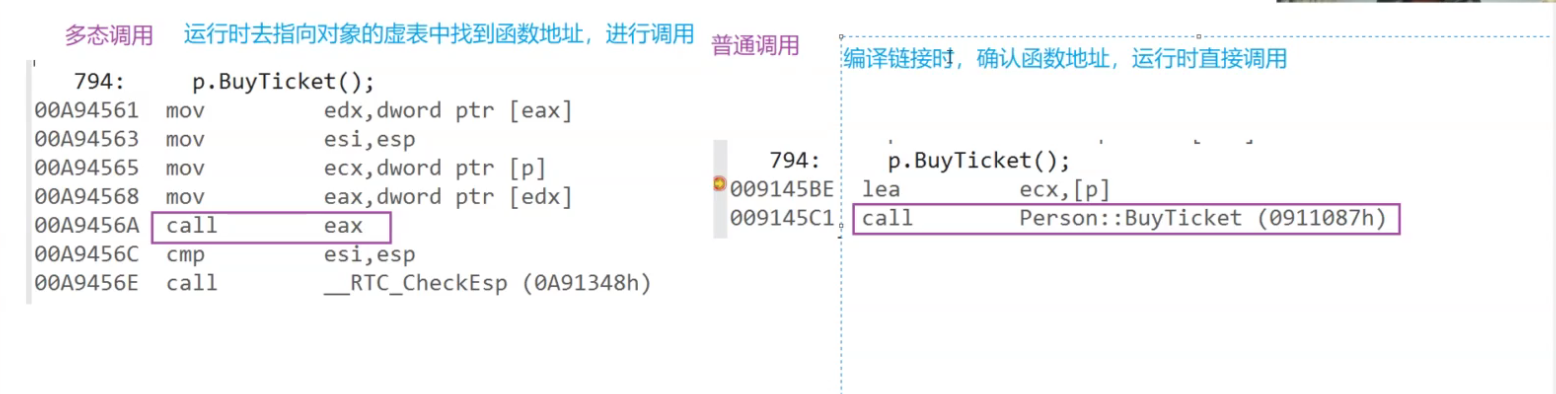 多态调用 运行时去指向对象的虚表中找到函数地址，进行调用
794: p.BuyTicket();
00A94561 mov edx,dword ptr [eax]
00A94563 mov esi,esp
00A94565 mov ecx,dword ptr [p]
00A94568 mov eax,dword ptr [edx]
00A9456A call eax
00A9456C cmp esi,esp
00A9456E call __RTC_CheckEsp (0A91348h)
普通调用
编译链接时，确认函数地址，运行时直接调用
794: p.BuyTicket();
009145BE lea ecx,[p]
009145C1 call Person::BuyTicket (0911087h)